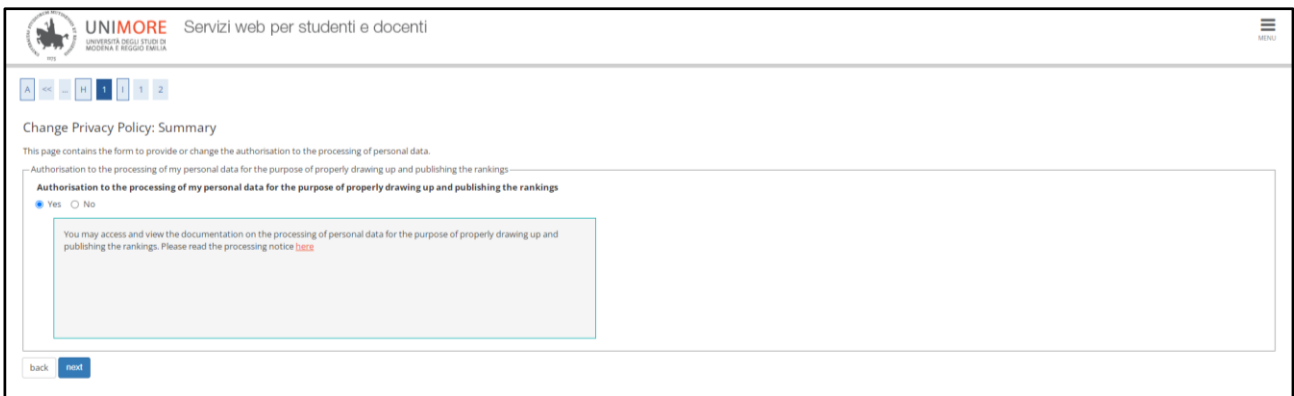 UNIMORE
UNIVERSITÀ DEGLI STUDI DI
MODENA E REGGIO EMILIA
1175
Servizi web per studenti e docenti
MENU
A << ... H 1 I 1 2
Change Privacy Policy: Summary
This page contains the form to provide or change the authorisation to the processing of personal data.
Authorisation to the processing of my personal data for the purpose of properly drawing up and publishing the rankings
Authorisation to the processing of my personal data for the purpose of properly drawing up and publishing the rankings
Yes No
You may access and view the documentation on the processing of personal data for the purpose of properly drawing up and
publishing the rankings. Please read the processing notice here
back next